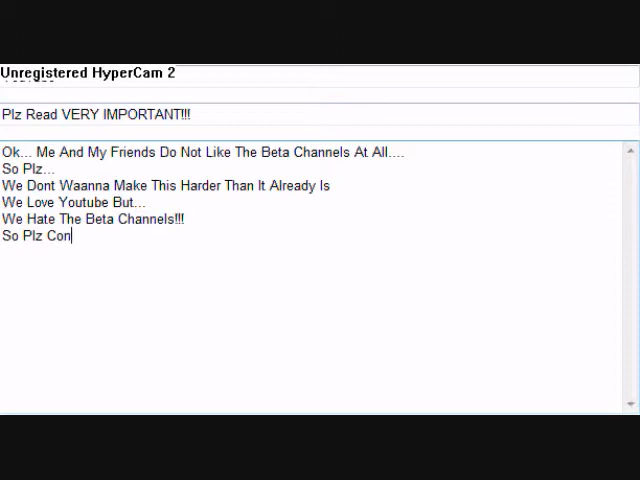 Unregistered HyperCam 2
Plz Read VERY IMPORTANT!!!
Ok... Me And My Friends Do Not Like The Beta Channels At All....
So Plz...
We Dont Waanna Make This Harder Than It Already Is
We Love Youtube But...
We Hate The Beta Channels!!!
So Plz Con